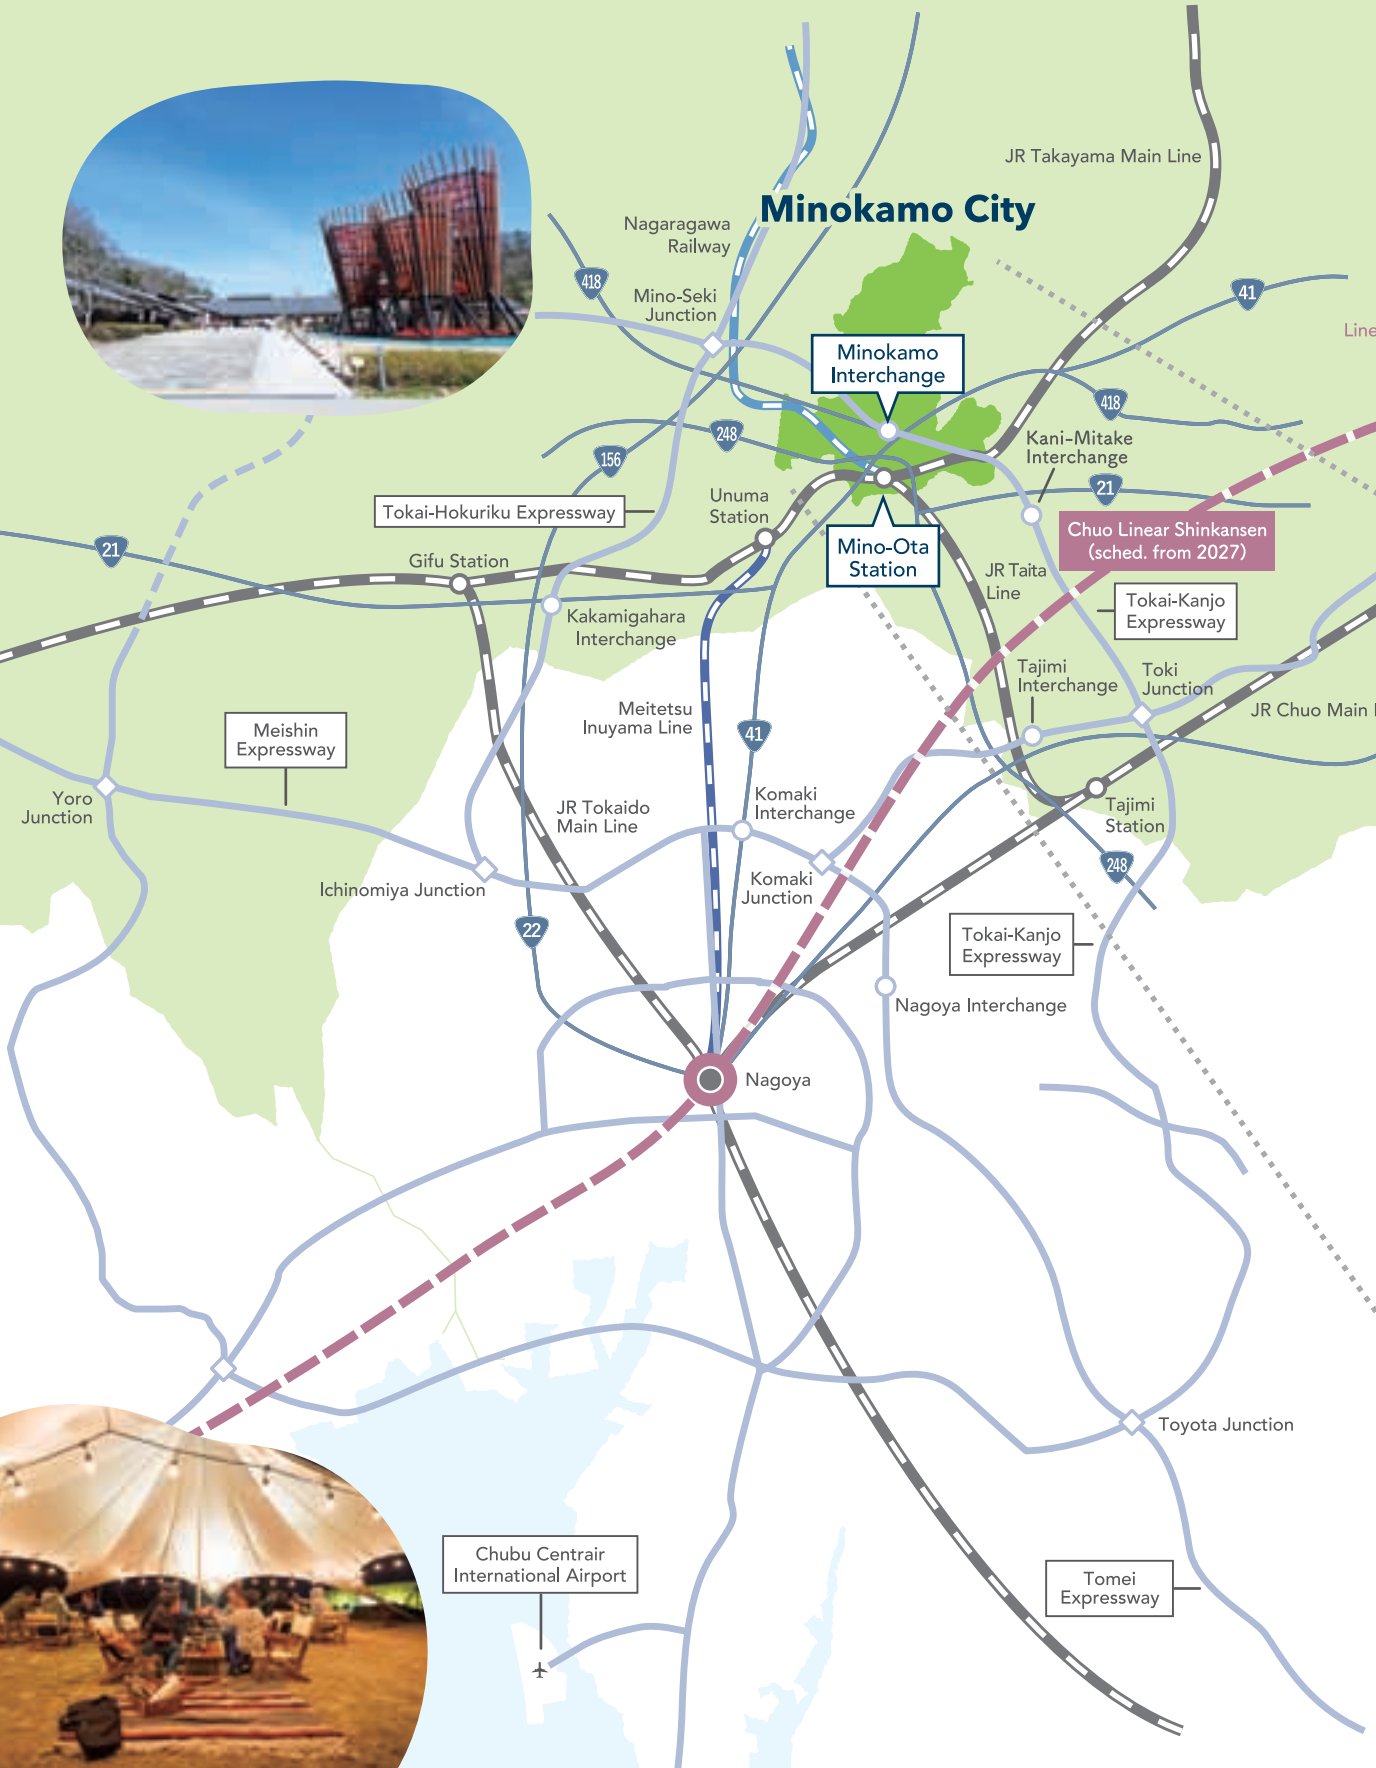 JR Takayama Main Line
Minokamo City
Nagaragawa
Railway
418
Mino-Seki
Junction
41
Line
Minokamo
Interchange
418
248
156
Kani-Mitake
Interchange
21
Unuma
Station
Tokai-Hokuriku Expressway
Chuo Linear Shinkansen
(sched. from 2027)
21
Gifu Station
Mino-Ota
Station
JR Taita
Line
Tokai-Kanjo
Expressway
Kakamigahara
Interchange
Tajimi
Interchange
Toki
Junction
Meitetsu
Inuyama Line
JR Chuo Main
Meishin
Expressway
41
Yoro
Junction
JR Tokaido
Main Line
Komaki
Interchange
Tajimi
Station
248
Ichinomiya Junction
Komaki
Junction
22
Tokai-Kanjo
Expressway
Nagoya Interchange
Nagoya
Toyota Junction
Chubu Centrair
International Airport
Tomei
Expressway